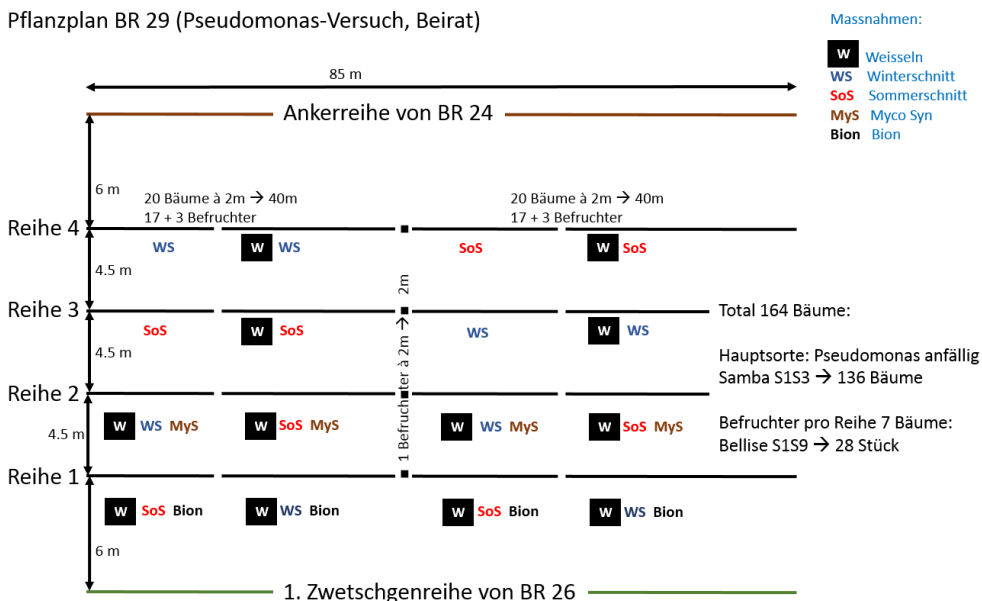 Pflanzplan BR 29 (Pseudomonas-Versuch, Beirat)
Massnahmen:
W Weisseln
WS Winterschnitt
SoS Sommerschnitt
MyS Myco Syn
Bion Bion
85 m
Ankerreihe von BR 24
6 m
20 Bäume à 2m → 40m
17 + 3 Befruchter
20 Bäume à 2m → 40m
17 + 3 Befruchter
Reihe 4
WS
W WS
SoS
W SoS
4.5 m
Reihe 3
SoS
W SoS
WS
W WS
4.5 m
1 Befruchter à 2m → 2m
Total 164 Bäume:
Hauptsorte: Pseudomonas anfällig
Samba S1S3 → 136 Bäume
Befruchter pro Reihe 7 Bäume:
Bellise S1S9 → 28 Stück
Reihe 2
W WS MyS
W SoS MyS
W WS MyS
W SoS MyS
4.5 m
Reihe 1
W SoS Bion
W WS Bion
W SoS Bion
W WS Bion
6 m
1. Zwetschgenreihe von BR 26